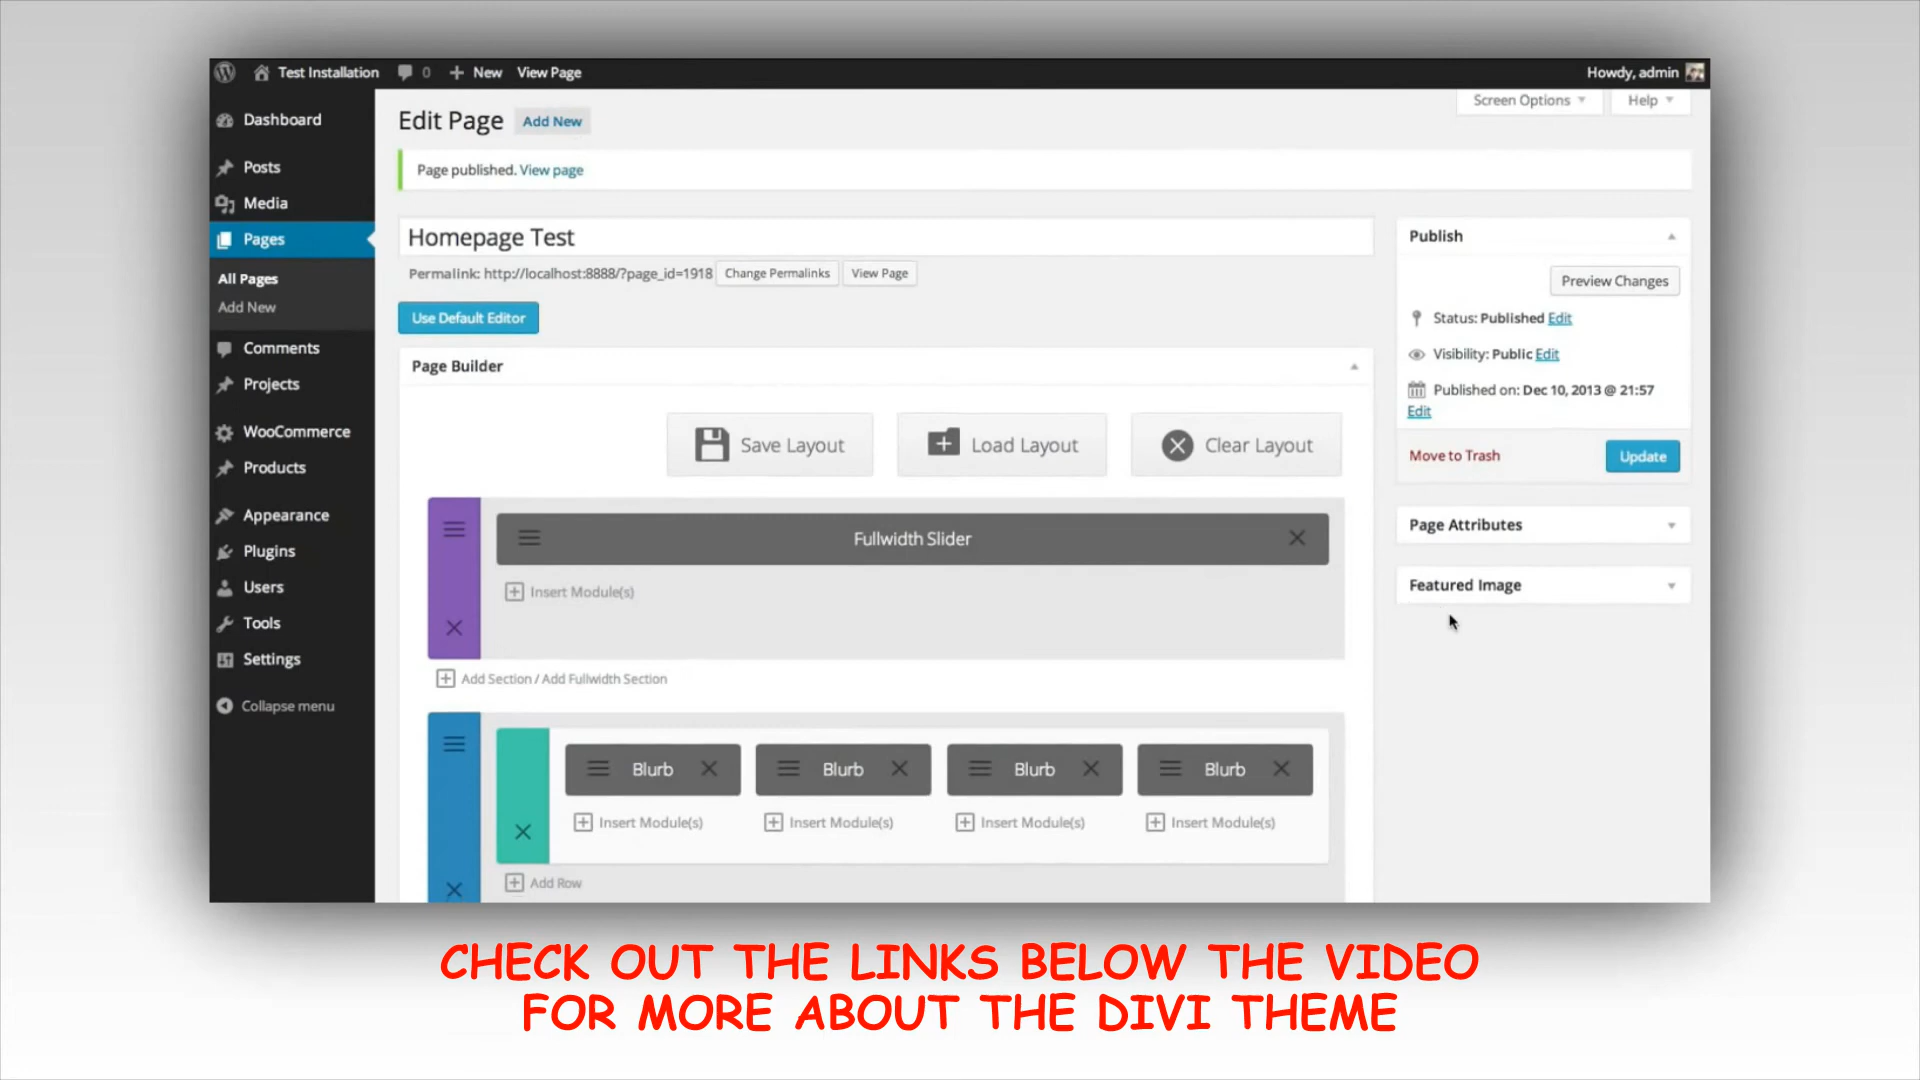 Test Installation 0 New View Page Howdy, admin
Screen Options Help
Dashboard
Posts
Media
Pages
All Pages
Add New
Comments
Projects
WooCommerce
Products
Appearance
Plugins
Users
Tools
Settings
Collapse menu
Edit Page Add New
Page published. View page
Homepage Test
Permalink: http://localhost:8888/?page_id=1918 Change Permalinks View Page
Use Default Editor
Page Builder
Save Layout Load Layout Clear Layout
Fullwidth Slider
Insert Module(s)
Add Section / Add Fullwidth Section
Blurb Blurb Blurb Blurb
Insert Module(s) Insert Module(s) Insert Module(s) Insert Module(s)
Add Row
Publish
Preview Changes
Status: Published Edit
Visibility: Public Edit
Published on: Dec 10, 2013 @ 21:57
Edit
Move to Trash Update
Page Attributes
Featured Image
CHECK OUT THE LINKS BELOW THE VIDEO
FOR MORE ABOUT THE DIVI THEME